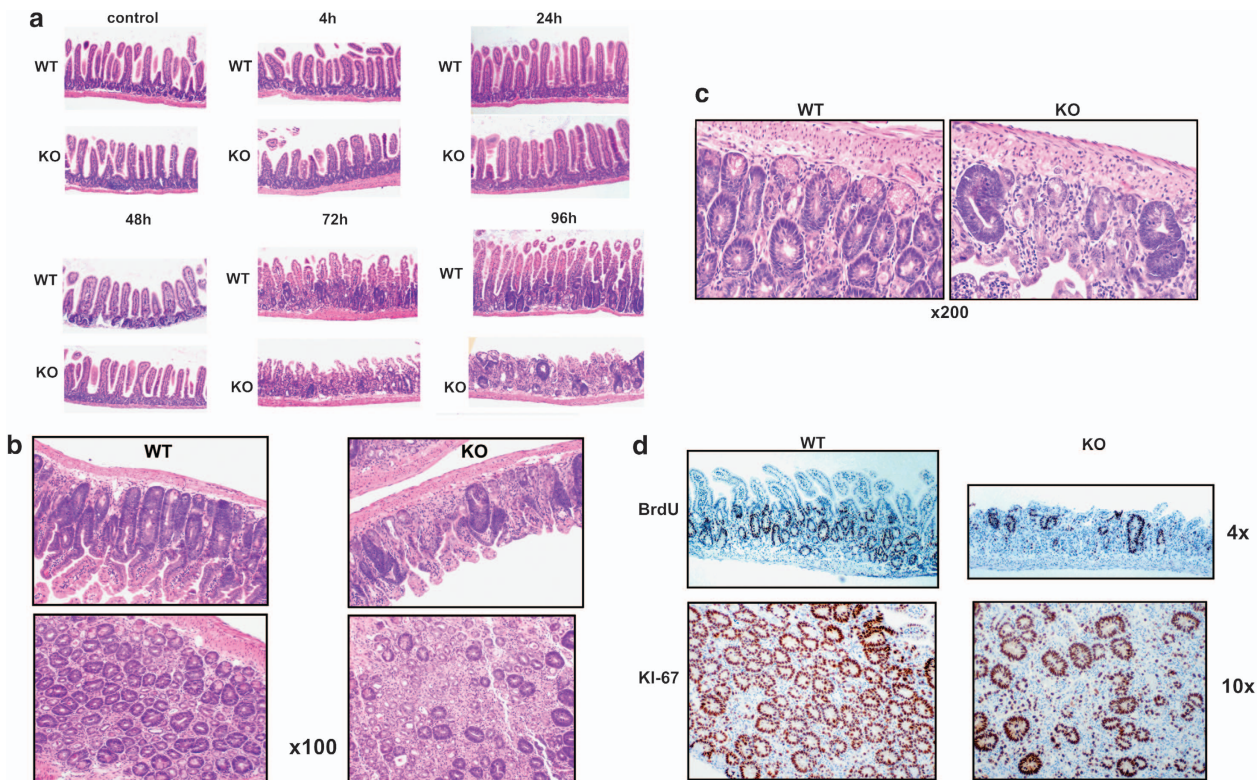 a
control 4h 24h
WT WT WT
KO KO KO
48h 72h 96h
WT WT WT
KO KO KO
b
WT KO
x100
c
WT KO
x200
d
WT KO
BrdU 4x
KI-67 10x